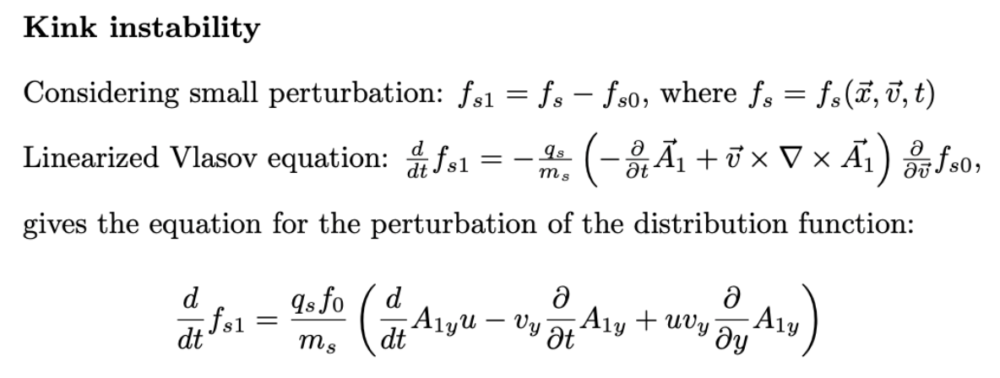 Kink instability
Considering small perturbation: $f_{s1} = f_s - f_{s0}$, where $f_s = f_s(\vec{x}, \vec{v}, t)$
Linearized Vlasov equation: $\frac{d}{dt} f_{s1} = -\frac{q_s}{m_s} \left( -\frac{\partial}{\partial t} \vec{A}_1 + \vec{v} \times \nabla \times \vec{A}_1 \right) \frac{\partial}{\partial \vec{v}} f_{s0},$
gives the equation for the perturbation of the distribution function:
$\frac{d}{dt} f_{s1} = \frac{q_s f_0}{m_s} \left( \frac{d}{dt} A_{1y} u - v_y \frac{\partial}{\partial t} A_{1y} + u v_y \frac{\partial}{\partial y} A_{1y} \right)$